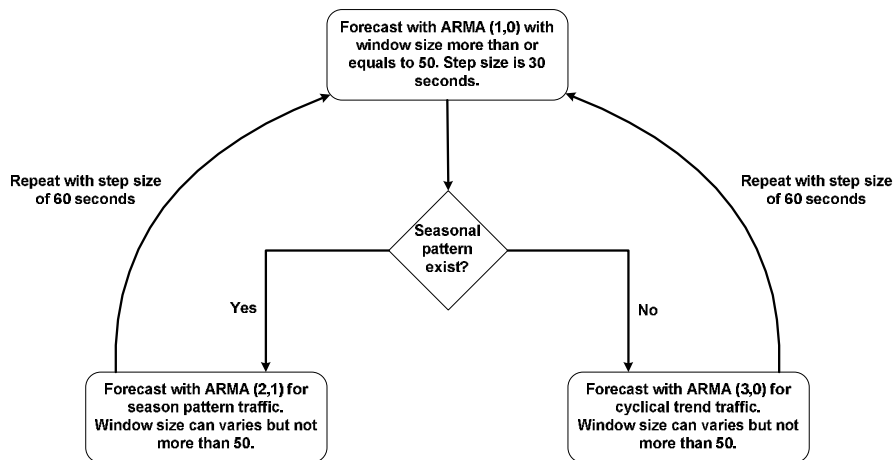 Forecast with ARMA (1,0) with
window size more than or
equals to 50. Step size is 30
seconds.
Repeat with step size
of 60 seconds
Repeat with step size
of 60 seconds
Seasonal
pattern
exist?
Yes
No
Forecast with ARMA (2,1) for
season pattern traffic.
Window size can varies but not
more than 50.
Forecast with ARMA (3,0) for
cyclical trend traffic.
Window size can varies but not
more than 50.